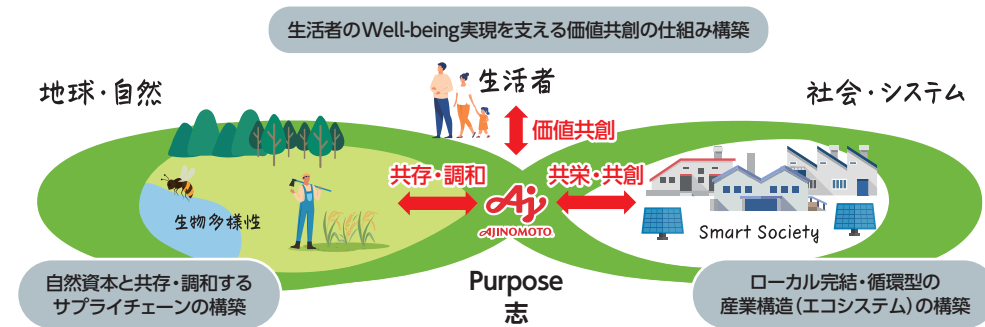 生活者のWell-being実現を支える価値共創の仕組み構築
地球・自然
生活者
社会・システム
価値共創
共存・調和
共栄・共創
Aj
AJINOMOTO
生物多様性
Smart Society
自然資本と共存・調和する
サプライチェーンの構築
Purpose
志
ローカル完結・循環型の
産業構造（エコシステム）の構築